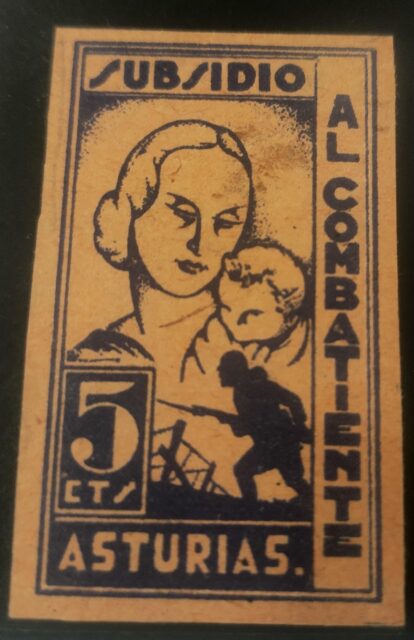 SUBSIDIO
AL COMBATIENTE
5
CTS
ASTURIAS.